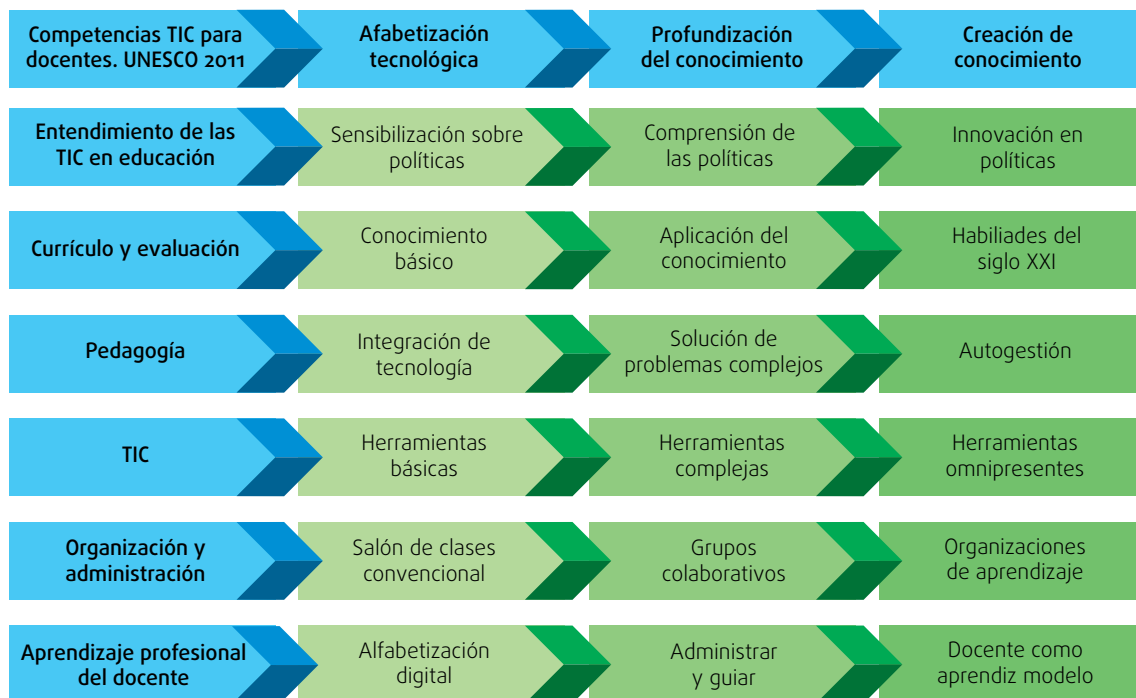 Competencias TIC para
docentes. UNESCO 2011
Afabetización
tecnológica
Profundización
del conocimiento
Creación de
conocimiento
Entendimiento de las
TIC en educación
Sensibilización sobre
políticas
Comprensión de
las políticas
Innovación en
políticas
Currículo y evaluación
Conocimiento
básico
Aplicación del
conocimiento
Habiliades del
siglo XXI
Pedagogía
Integración de
tecnología
Solución de
problemas complejos
Autogestión
TIC
Herramientas
básicas
Herramientas
complejas
Herramientas
omnipresentes
Organización y
administración
Salón de clases
convencional
Grupos
colaborativos
Organizaciones
de aprendizaje
Aprendizaje profesional
del docente
Alfabetización
digital
Administrar
y guiar
Docente como
aprendiz modelo